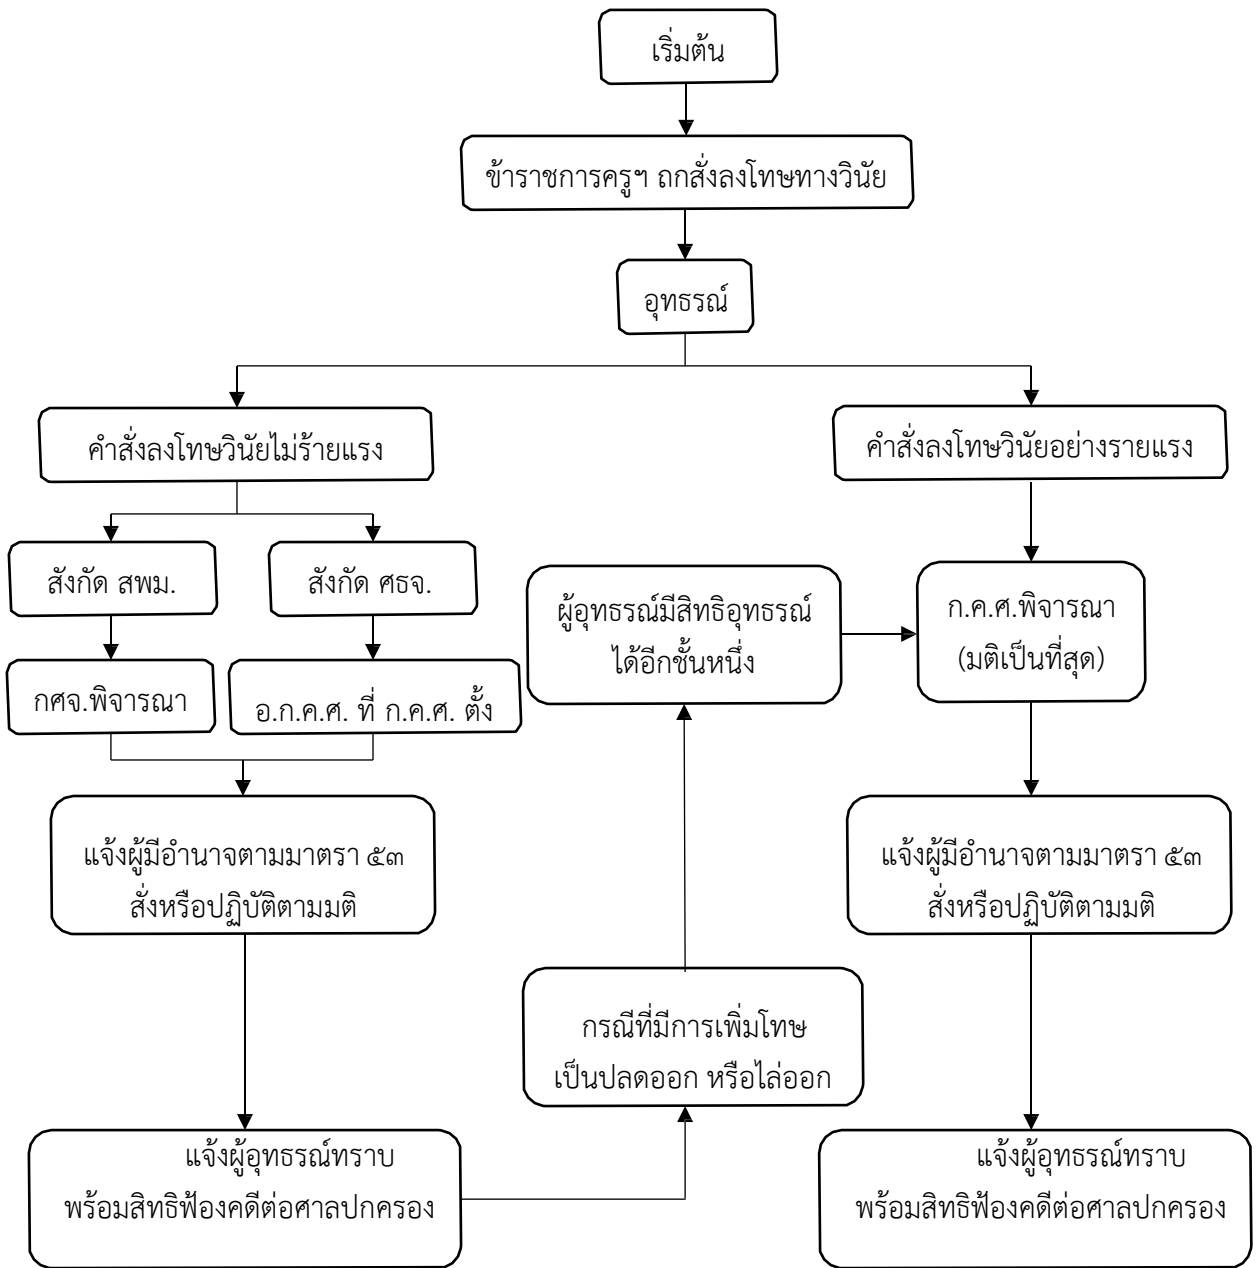 เริ่มต้น
ข้าราชการครูฯ ถกสั่งลงโทษทางวินัย
อุทธรณ์
คำสั่งลงโทษวินัยไม่ร้ายแรง
คำสั่งลงโทษวินัยอย่างรายแรง
สังกัด สพม.
สังกัด ศธจ.
กศจ.พิจารณา
อ.ก.ค.ศ. ที่ ก.ค.ศ. ตั้ง
ผู้อุทธรณ์มีสิทธิอุทธรณ์
ได้อีกชั้นหนึ่ง
ก.ค.ศ.พิจารณา
(มติเป็นที่สุด)
แจ้งผู้มีอำนาจตามมาตรา ๕๓
สั่งหรือปฏิบัติตามมติ
แจ้งผู้มีอำนาจตามมาตรา ๕๓
สั่งหรือปฏิบัติตามมติ
กรณีที่มีการเพิ่มโทษ
เป็นปลดออก หรือไล่ออก
แจ้งผู้อุทธรณ์ทราบ
พร้อมสิทธิฟ้องคดีต่อศาลปกครอง
แจ้งผู้อุทธรณ์ทราบ
พร้อมสิทธิฟ้องคดีต่อศาลปกครอง